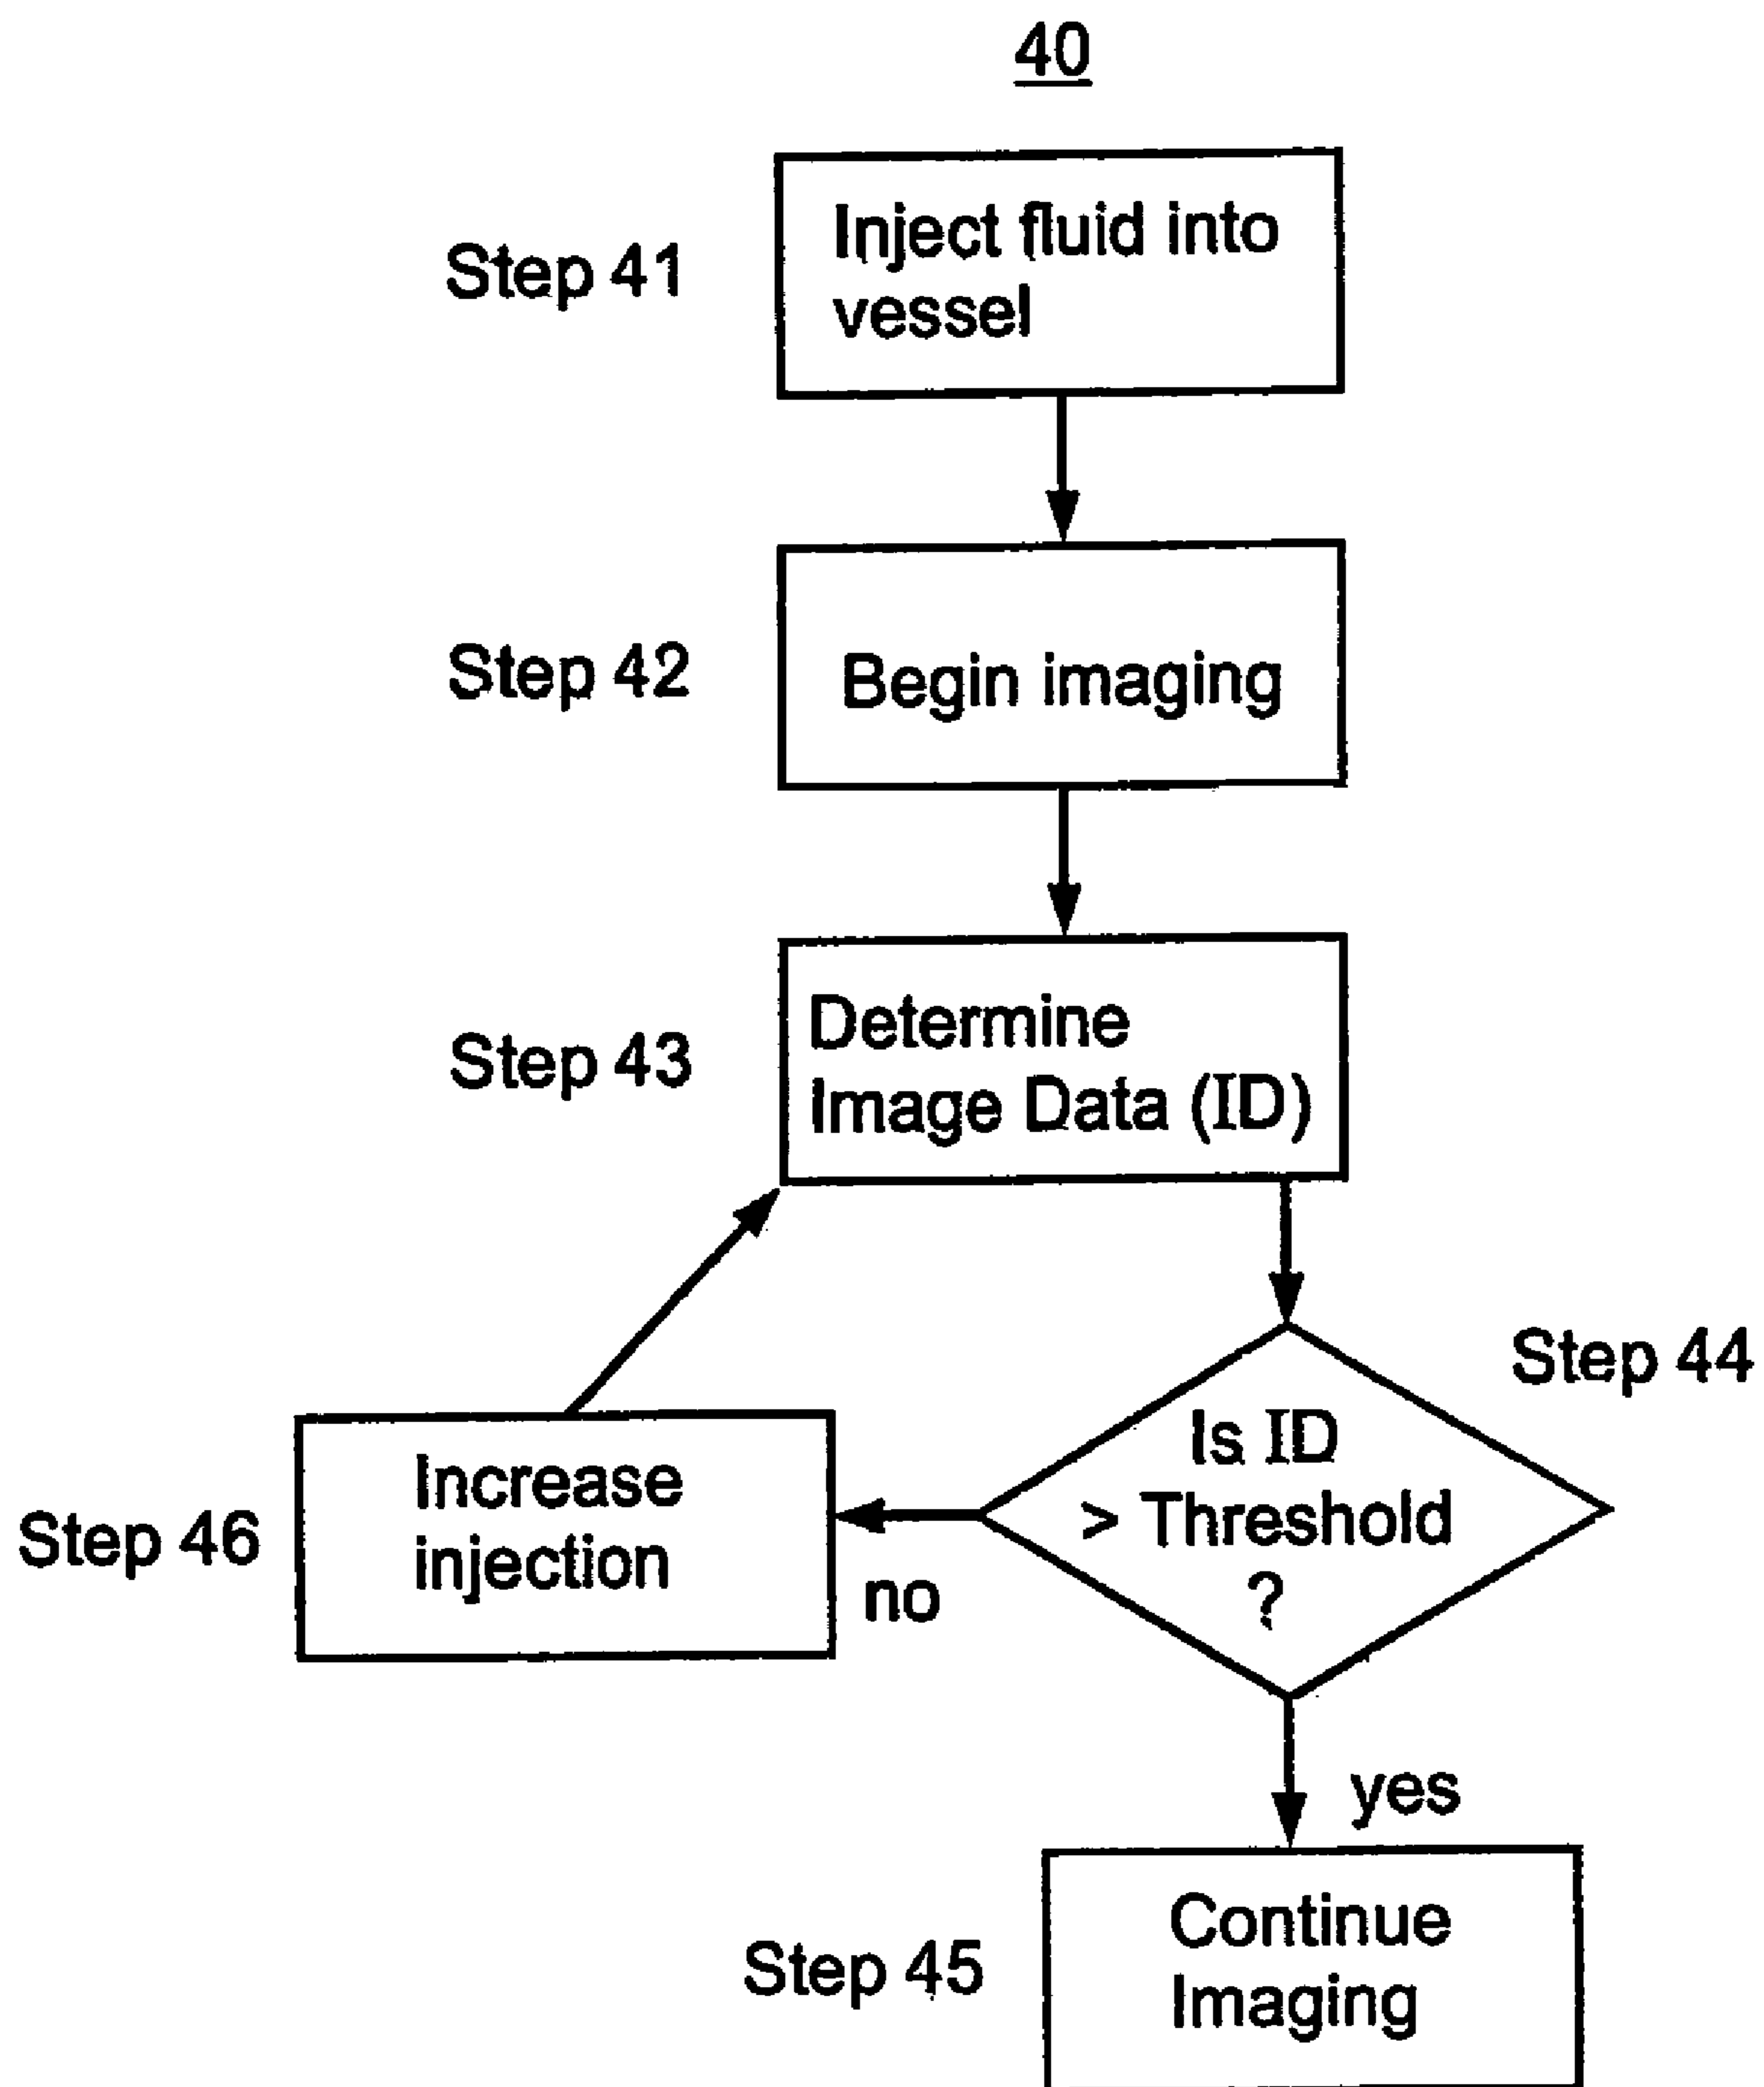 40
Step 41
Inject fluid into
vessel
Step 42
Begin imaging
Step 43
Determine
Image Data (ID)
Step 44
Is ID
> Threshold
?
Step 46
Increase
injection
no
yes
Step 45
Continue
Imaging